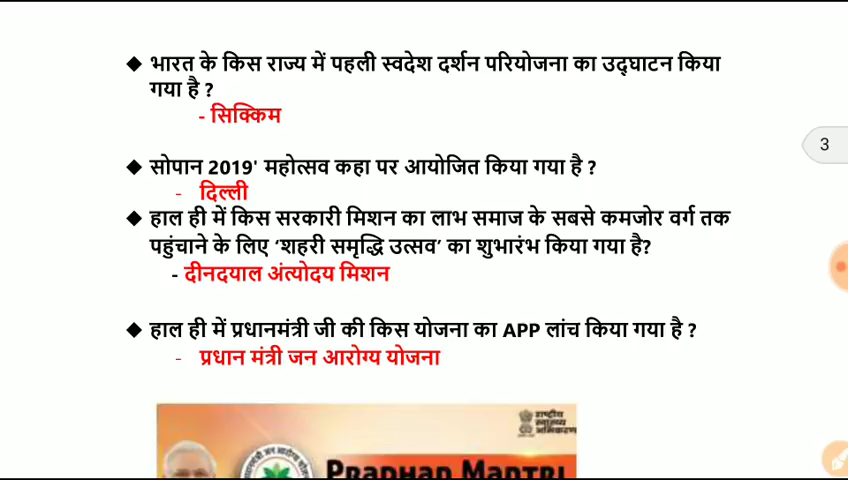 ◆ भारत के किस राज्य में पहली स्वदेश दर्शन परियोजना का उद्घाटन किया
गया है ?
- सिक्किम
3
◆ सोपान 2019' महोत्सव कहा पर आयोजित किया गया है ?
- दिल्ली
◆ हाल ही में किस सरकारी मिशन का लाभ समाज के सबसे कमजोर वर्ग तक
पहुंचाने के लिए ‘शहरी समृद्धि उत्सव’ का शुभारंभ किया गया है?
- दीनदयाल अंत्योदय मिशन
◆ हाल ही में प्रधानमंत्री जी की किस योजना का APP लांच किया गया है ?
- प्रधान मंत्री जन आरोग्य योजना
राष्ट्रीय
स्वास्थ्य
PRADHAN MANTRI